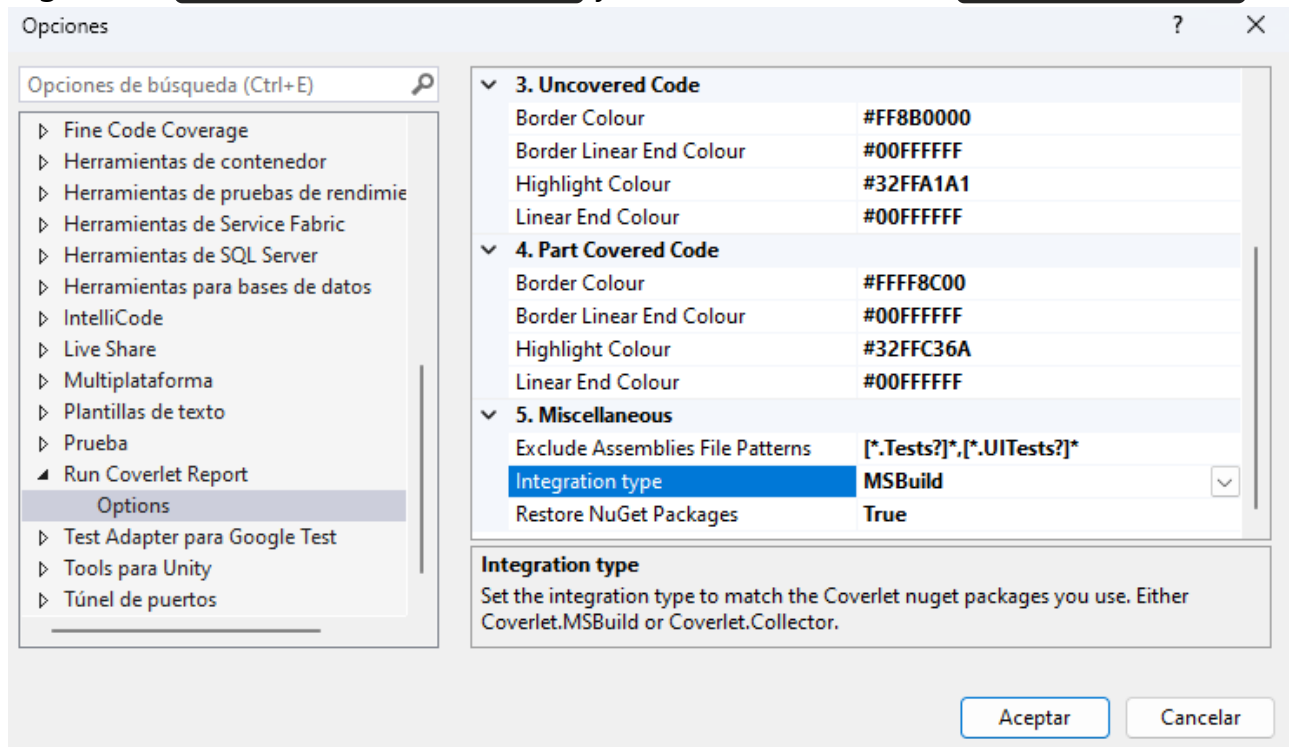 Opciones
?
Opciones de búsqueda (Ctrl+E)
Fine Code Coverage
Herramientas de contenedor
Herramientas de pruebas de rendimie
Herramientas de Service Fabric
Herramientas de SQL Server
Herramientas para bases de datos
IntelliCode
Live Share
Multiplataforma
Plantillas de texto
Prueba
Run Coverlet Report
Options
Test Adapter para Google Test
Tools para Unity
Túnel de puertos
3. Uncovered Code
Border Colour #FF8B0000
Border Linear End Colour #00FFFFFF
Highlight Colour #32FFA1A1
Linear End Colour #00FFFFFF
4. Part Covered Code
Border Colour #FFFF8C00
Border Linear End Colour #00FFFFFF
Highlight Colour #32FFC36A
Linear End Colour #00FFFFFF
5. Miscellaneous
Exclude Assemblies File Patterns [*.Tests?]*,[*.UITests?]*
Integration type MSBuild
Restore NuGet Packages True
Integration type
Set the integration type to match the Coverlet nuget packages you use. Either
Coverlet.MSBuild or Coverlet.Collector.
Aceptar Cancelar